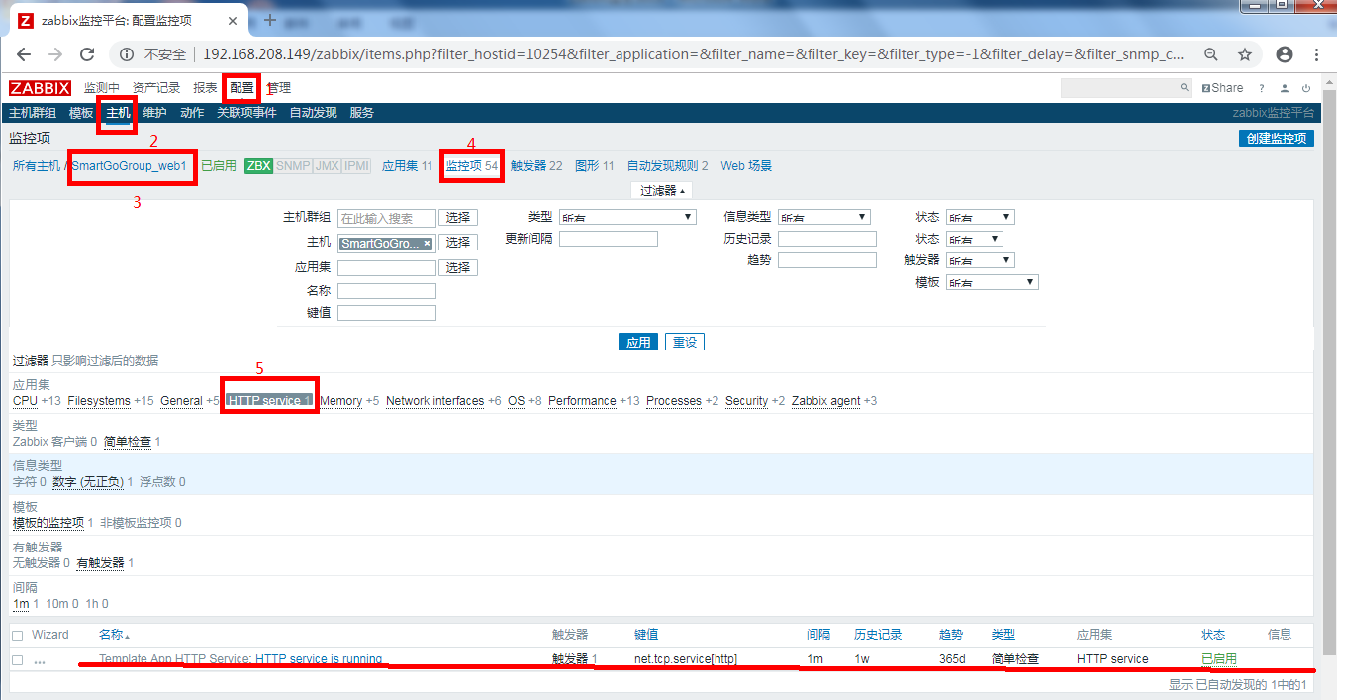 zabbix监控平台: 配置监控项
不安全 192.168.208.149/zabbix/items.php?filter_hostid=10254&filter_application=&filter_name=&filter_key=&filter_type=-1&filter_delay=&filter_snmp_c...
ZABBIX 监测中 资产记录 报表 配置 1 管理 Share ?
主机群组 模板 主机 维护 动作 关联项事件 自动发现 服务 zabbix监控平台
监控项 2 4 创建监控项
所有主机 / SmartGoGroup_web1 已启用 ZBX SNMP JMX IPMI 应用集 11 监控项 54 触发器 22 图形 11 自动发现规则 2 Web 场景
过滤器
3
主机群组 在此输入搜索 选择 类型 所有 信息类型 所有 状态 所有
主机 SmartGoGro... 选择 更新间隔 历史记录 状态 所有
应用集 选择 趋势 触发器 所有
名称 模板 所有
键值
应用 重设
过滤器 只影响过滤后的数据
5
应用集
CPU +13 Filesystems +15 General +5 HTTP service 1 Memory +5 Network interfaces +6 OS +8 Performance +13 Processes +2 Security +2 Zabbix agent +3
类型
Zabbix 客户端 0 简单检查 1
信息类型
字符 0 数字 (无正负) 1 浮点数 0
模板
模板的监控项 1 非模板监控项 0
有触发器
无触发器 0 有触发器 1
间隔
1m 1 10m 0 1h 0
Wizard 名称 触发器 键值 间隔 历史记录 趋势 类型 应用集 状态 信息
... Template App HTTP Service: HTTP service is running 触发器 1 net.tcp.service[http] 1m 1w 365d 简单检查 HTTP service 已启用
显示 已自动发现的 1中的1